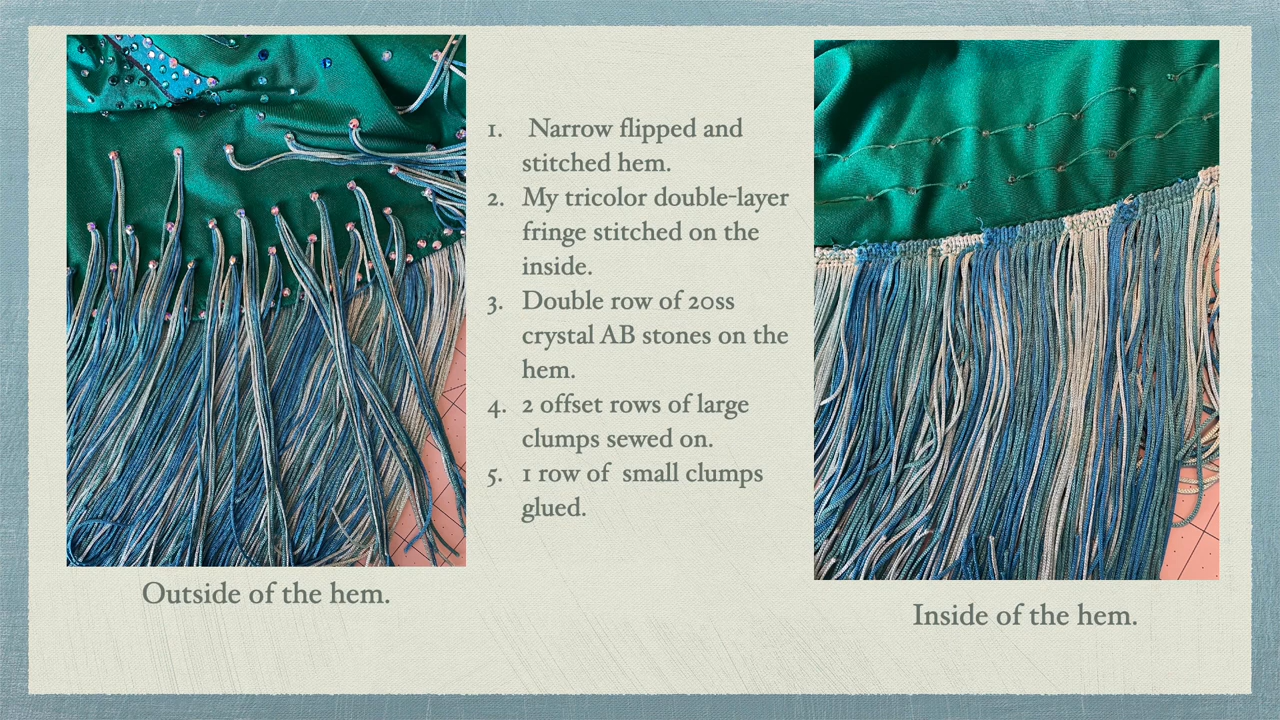 1. Narrow flipped and
stitched hem.
2. My tricolor double-layer
fringe stitched on the
inside.
3. Double row of 20ss
crystal AB stones on the
hem.
4. 2 offset rows of large
clumps sewed on.
5. 1 row of  small clumps
glued.
Outside of the hem.
Inside of the hem.